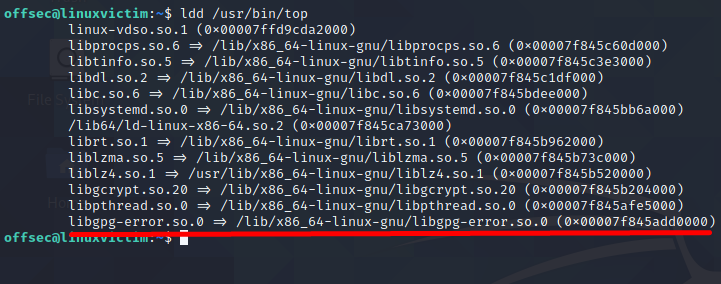 offsec@linuxvictim:~$ ldd /usr/bin/top
linux-vdso.so.1 (0×00007ffd9cda2000)
libprocps.so.6 ⇒ /lib/x86_64-linux-gnu/libprocps.so.6 (0×00007f845c60d000)
libtinfo.so.5 ⇒ /lib/x86_64-linux-gnu/libtinfo.so.5 (0×00007f845c3e3000)
libdl.so.2 ⇒ /lib/x86_64-linux-gnu/libdl.so.2 (0×00007f845c1df000)
libc.so.6 ⇒ /lib/x86_64-linux-gnu/libc.so.6 (0×00007f845bdee000)
libsystemd.so.0 ⇒ /lib/x86_64-linux-gnu/libsystemd.so.0 (0×00007f845bb6a000)
/lib64/ld-linux-x86-64.so.2 (0×00007f845ca73000)
librt.so.1 ⇒ /lib/x86_64-linux-gnu/librt.so.1 (0×00007f845b962000)
liblzma.so.5 ⇒ /lib/x86_64-linux-gnu/liblzma.so.5 (0×00007f845b73c000)
liblz4.so.1 ⇒ /usr/lib/x86_64-linux-gnu/liblz4.so.1 (0×00007f845b520000)
libgcrypt.so.20 ⇒ /lib/x86_64-linux-gnu/libgcrypt.so.20 (0×00007f845b204000)
libpthread.so.0 ⇒ /lib/x86_64-linux-gnu/libpthread.so.0 (0×00007f845afe5000)
libgpg-error.so.0 ⇒ /lib/x86_64-linux-gnu/libgpg-error.so.0 (0×00007f845add0000)
offsec@linuxvictim:~$